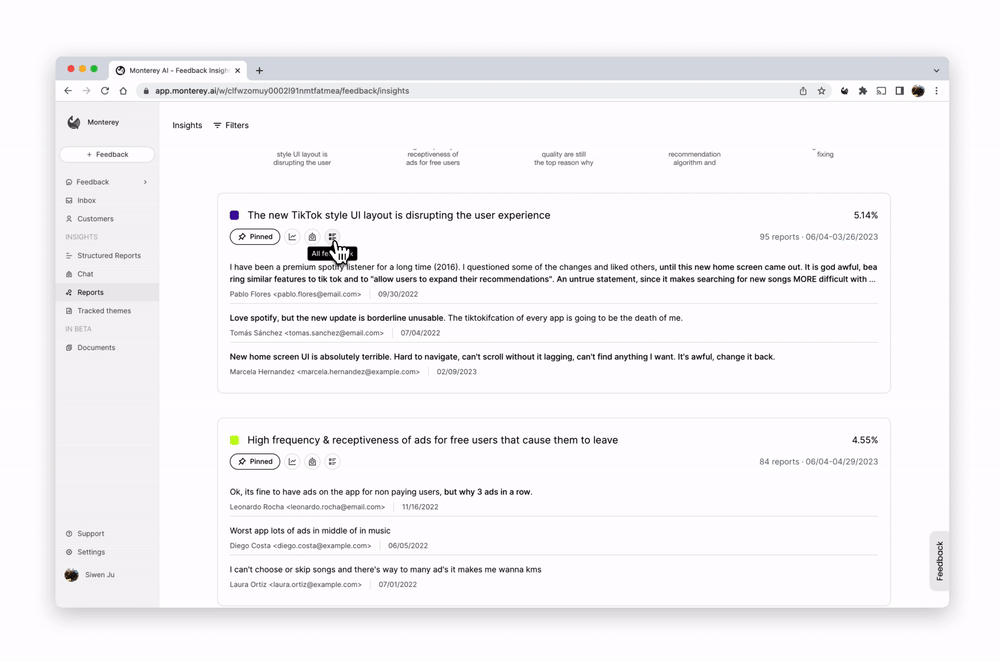 Monterey AI - Feedback Insigh
app.monterey.ai/w/clfwzomuy0002l91nmtfatmea/feedback/insights
Monterey
+ Feedback
Feedback
Inbox
Customers
INSIGHTS
Structured Reports
Chat
Reports
Tracked themes
IN BETA
Documents
Support
Settings
Siwen Ju
Insights
Filters
style UI layout is
disrupting the user
receptiveness of
ads for free users
quality are still
the top reason why
recommendation
algorithm and
fixing
The new TikTok style UI layout is disrupting the user experience
5.14%
Pinned
95 reports · 06/04-03/26/2023
All
I have been a premium spotify listener for a long time (2016). I questioned some of the changes and liked others, until this new home screen came out. It is god awful, bea
ring similar features to tik tok and to "allow users to expand their recommendations". An untrue statement, since it makes searching for new songs MORE difficult with ...
Pablo Flores <pablo.flores@email.com>
09/30/2022
Love spotify, but the new update is borderline unusable. The tiktokifcation of every app is going to be the death of me.
Tomás Sánchez <tomas.sanchez@email.com>
07/04/2022
New home screen UI is absolutely terrible. Hard to navigate, can't scroll without it lagging, can't find anything I want. It's awful, change it back.
Marcela Hernandez <marcela.hernandez@example.com>
02/09/2023
High frequency & receptiveness of ads for free users that cause them to leave
4.55%
Pinned
84 reports · 06/04-04/29/2023
Ok, its fine to have ads on the app for non paying users, but why 3 ads in a row.
Leonardo Rocha <leonardo.rocha@email.com>
11/16/2022
Worst app lots of ads in middle of in music
Diego Costa <diego.costa@example.com>
06/05/2022
I can't choose or skip songs and there's way to many ad's it makes me wanna kms
Laura Ortiz <laura.ortiz@example.com>
07/01/2022
Feedback